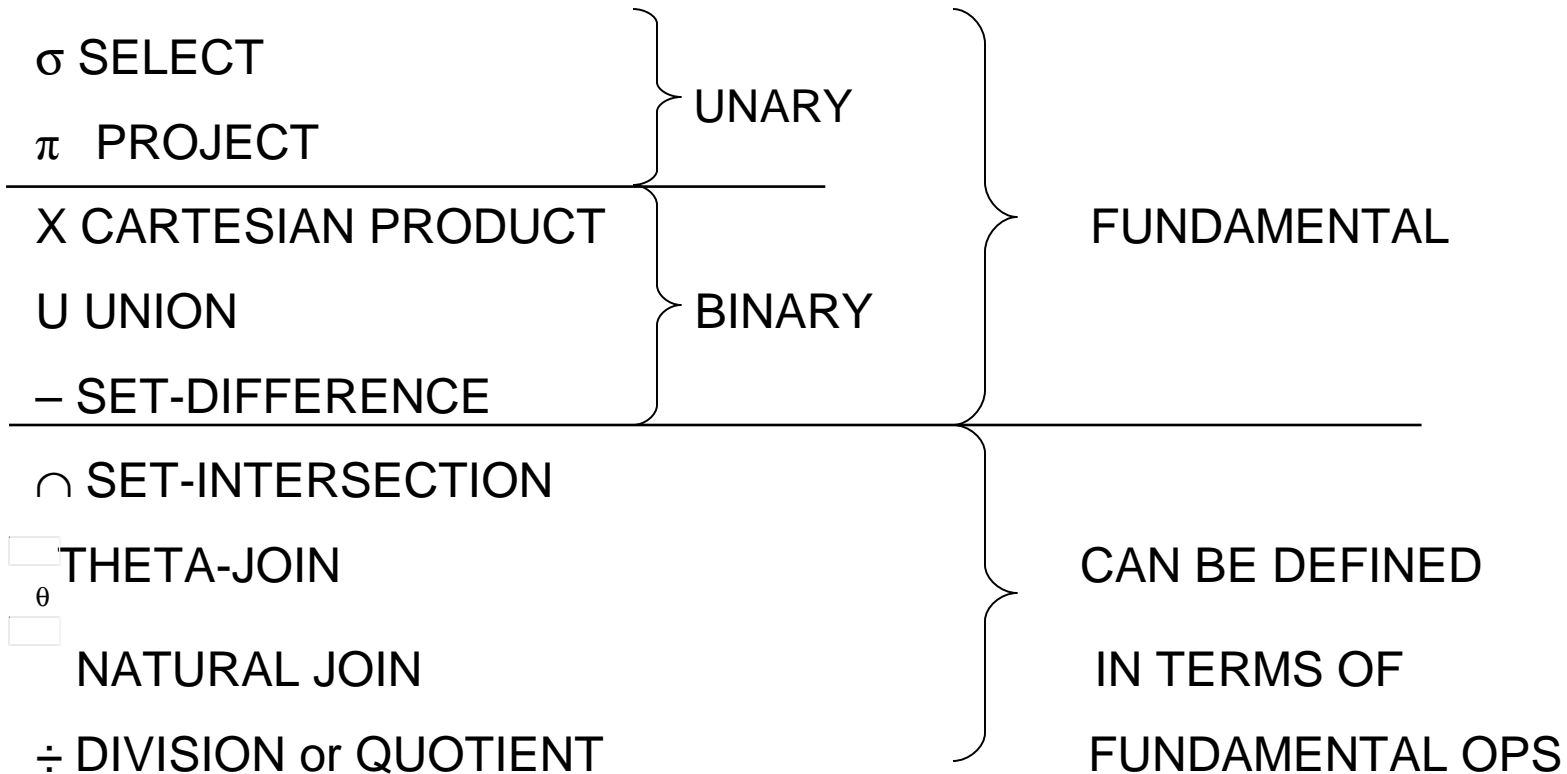 σ SELECT
UNARY
π PROJECT
X CARTESIAN PRODUCT
FUNDAMENTAL
U UNION
BINARY
– SET-DIFFERENCE
∩ SET-INTERSECTION
THETA-JOIN
θ
CAN BE DEFINED
NATURAL JOIN
IN TERMS OF
÷ DIVISION or QUOTIENT
FUNDAMENTAL OPS